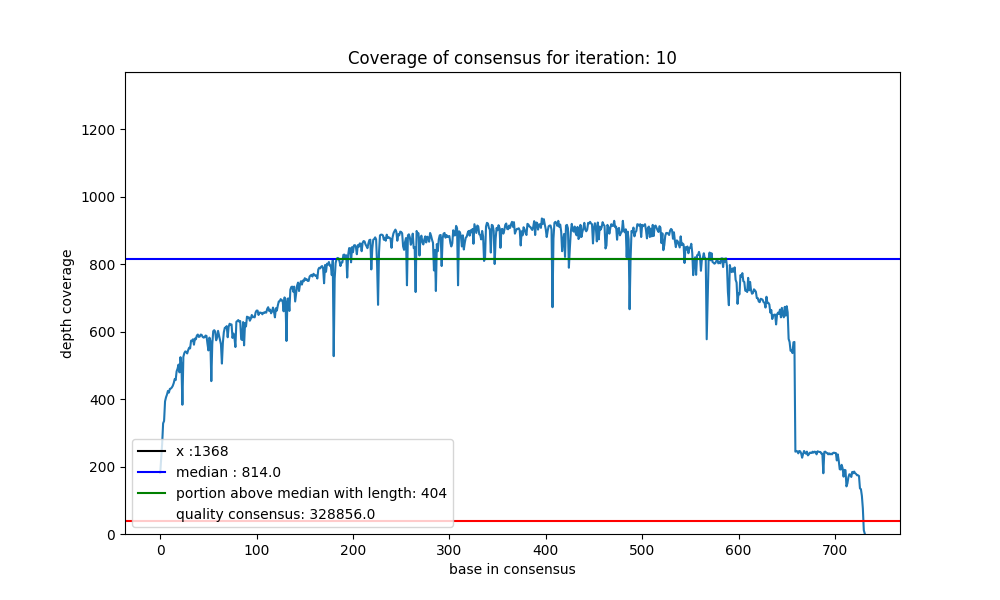 Coverage of consensus for iteration: 10
depth coverage
1200
1000
800
600
400
200
0
x :1368
median : 814.0
portion above median with length: 404
quality consensus: 328856.0
0 100 200 300 400 500 600 700
base in consensus